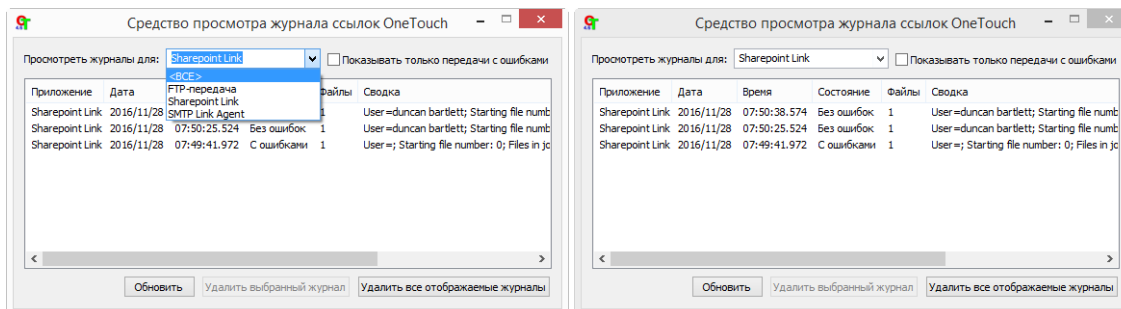 Средство просмотра журнала ссылок OneTouch
Просмотреть журналы для: Sharepoint Link Показывать только передачи с ошибками
<ВСЕ>
FTP-передача
Sharepoint Link
SMTP Link Agent
Приложение Дата Файлы Сводка
Sharepoint Link 2016/11/28 1 User=duncan bartlett; Starting file numb
Sharepoint Link 2016/11/28 07:50:25.524 Без ошибок 1 User=duncan bartlett; Starting file numb
Sharepoint Link 2016/11/28 07:49:41.972 С ошибками 1 User=; Starting file number: 0; Files in jo
Обновить Удалить выбранный журнал Удалить все отображаемые журналы
Средство просмотра журнала ссылок OneTouch
Просмотреть журналы для: Sharepoint Link Показывать только передачи с ошибками
Приложение Дата Время Состояние Файлы Сводка
Sharepoint Link 2016/11/28 07:50:38.574 Без ошибок 1 User=duncan bartlett; Starting file numb
Sharepoint Link 2016/11/28 07:50:25.524 Без ошибок 1 User=duncan bartlett; Starting file numb
Sharepoint Link 2016/11/28 07:49:41.972 С ошибками 1 User=; Starting file number: 0; Files in jo
Обновить Удалить выбранный журнал Удалить все отображаемые журналы